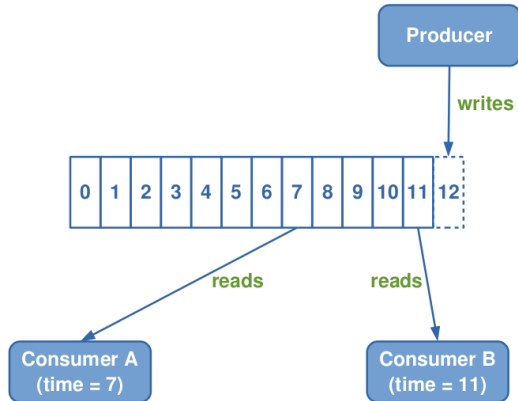 Producer
writes
0 1 2 3 4 5 6 7 8 9 10 11 12
reads
reads
Consumer A
(time = 7)
Consumer B
(time = 11)